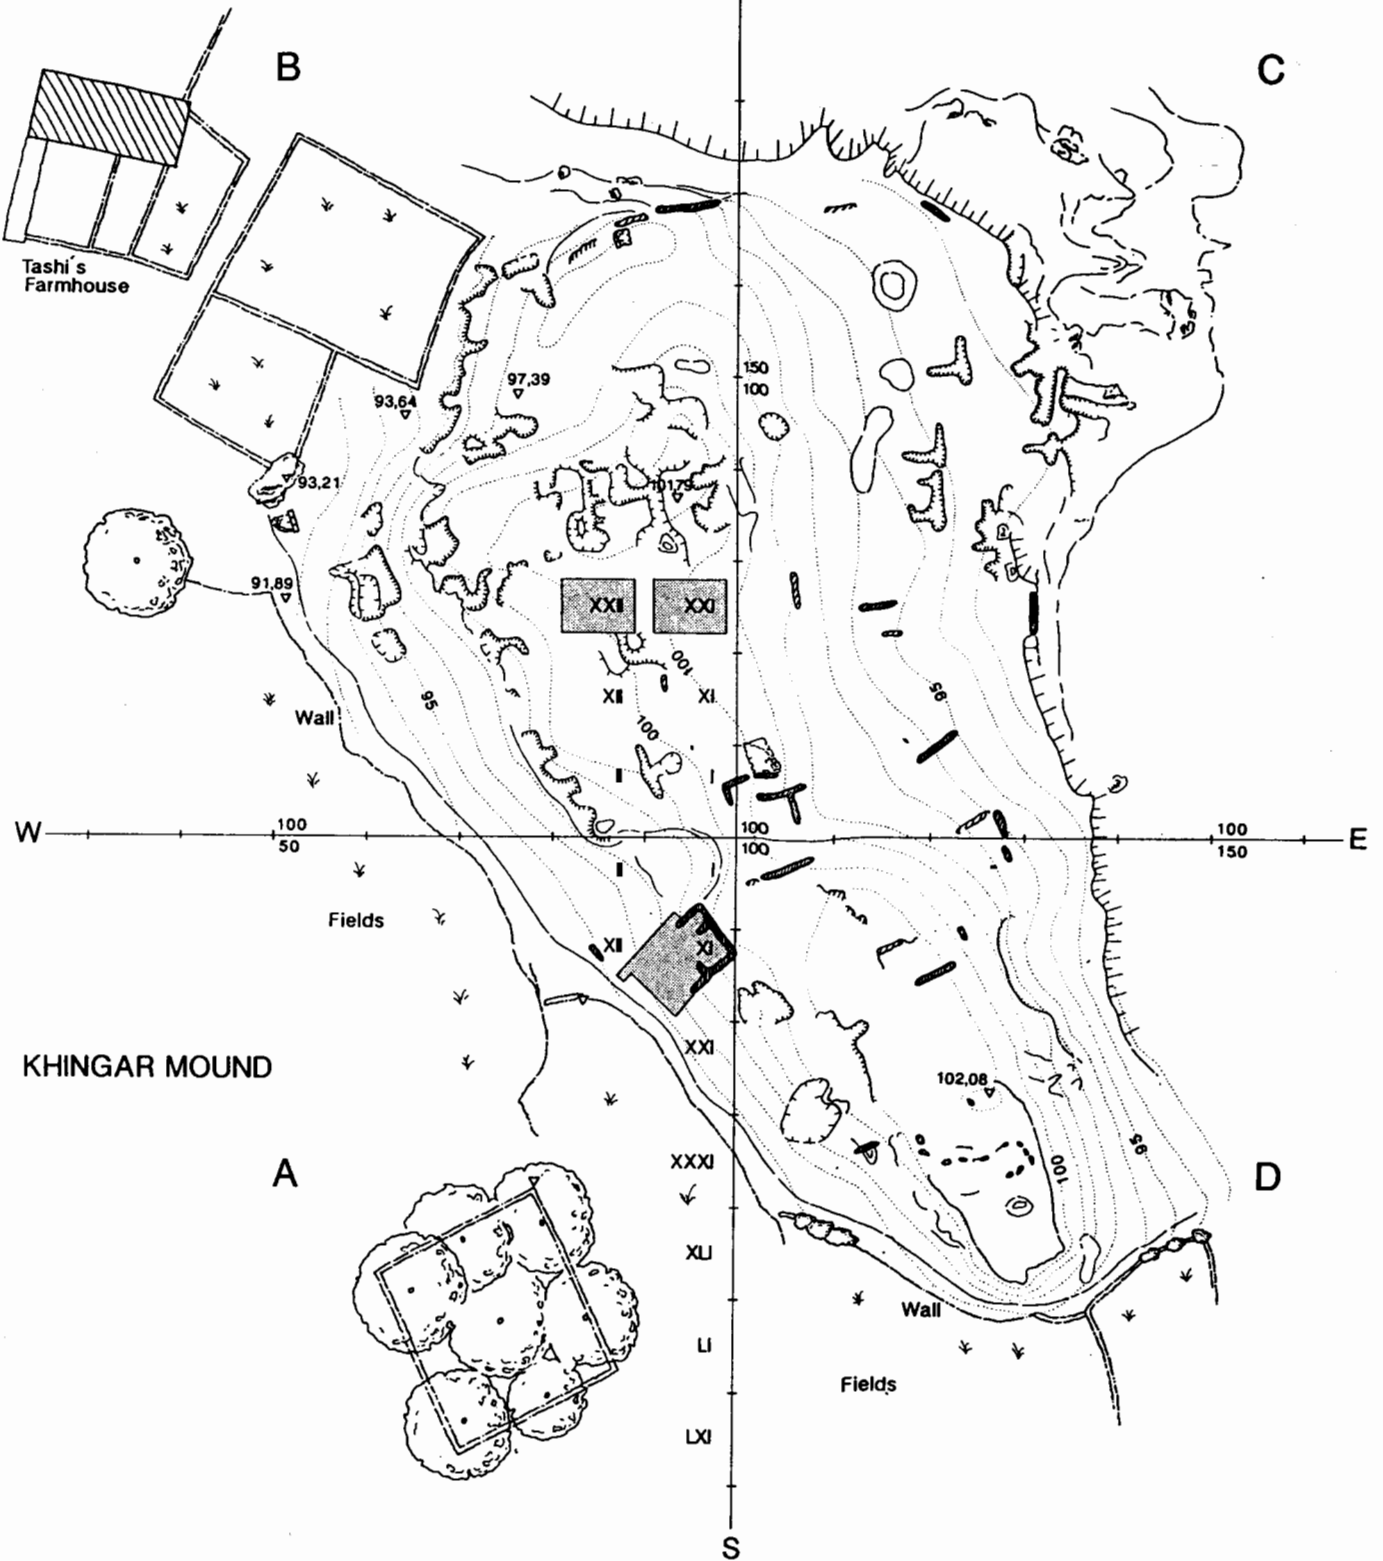 B
C
Tashi´s
Farmhouse
150
100
97,39
93,64
93,21
101,79
91,89
XXII
XXI
100
XII
XI
95
95
Wall
100
II
I
W
100
50
100
100
100
150
E
II
I
Fields
XII
XI
KHINGAR MOUND
XXI
102,08
A
XXXI
100
95
D
XLI
Wall
LI
Fields
LXI
S